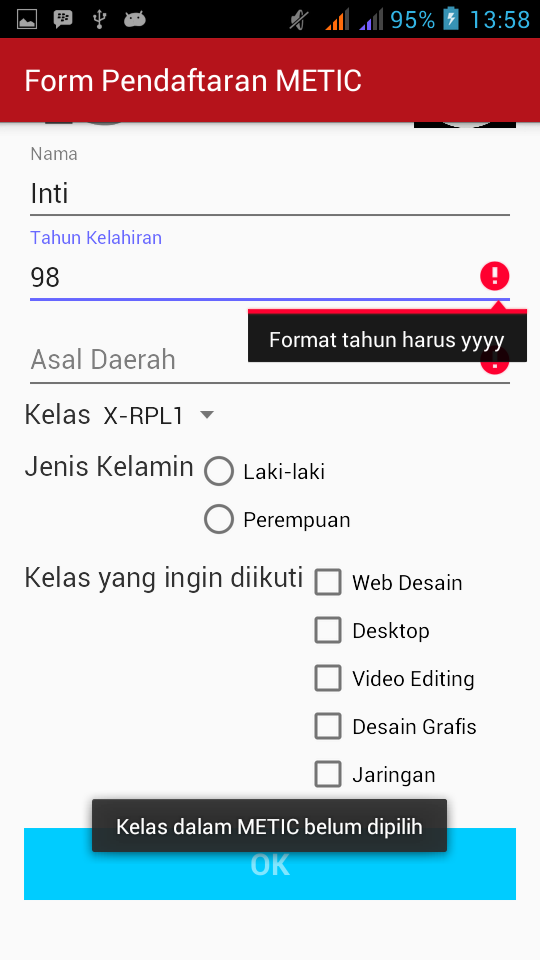 95% 13:58
Form Pendaftaran METIC
Nama
Inti
Tahun Kelahiran
98
Format tahun harus yyyy
Asal Daerah
Kelas X-RPL1
Jenis Kelamin Laki-laki
Perempuan
Kelas yang ingin diikuti Web Desain
Desktop
Video Editing
Desain Grafis
Jaringan
Kelas dalam METIC belum dipilih
OK